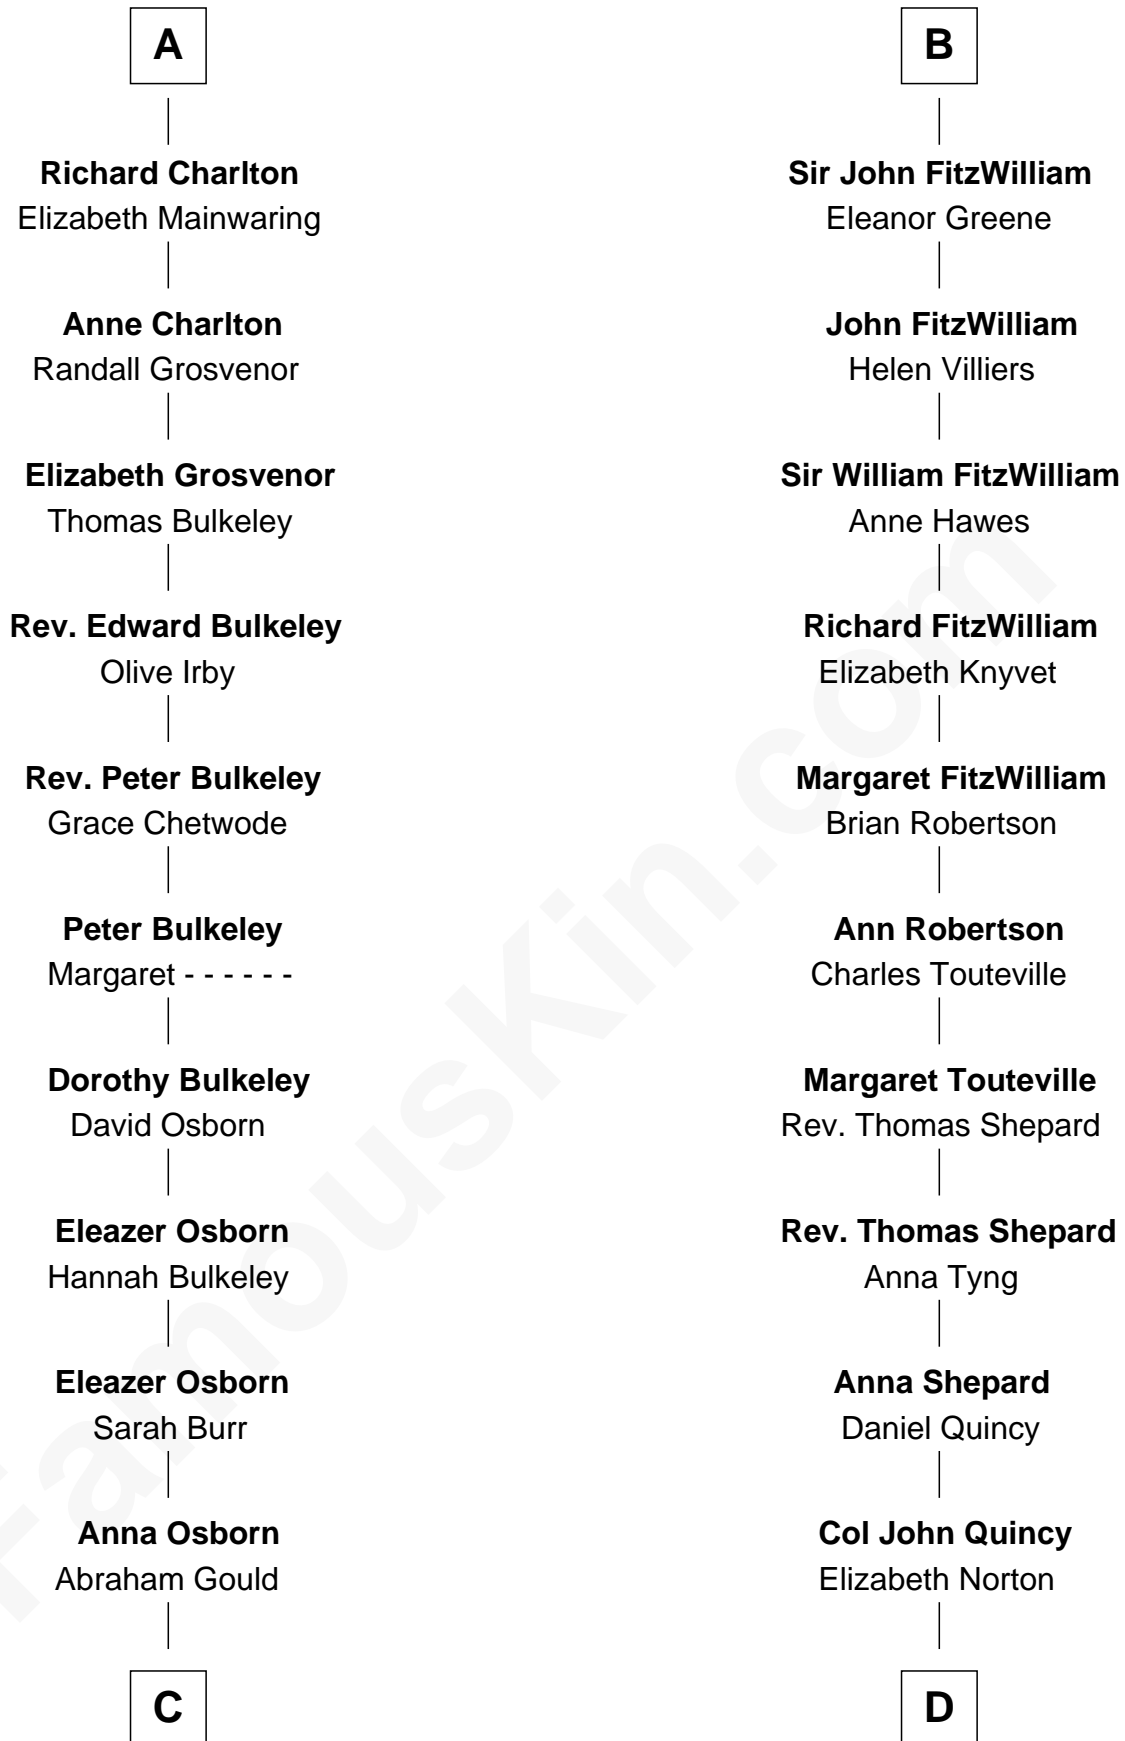 A
Richard Charlton
Elizabeth Mainwaring
Anne Charlton
Randall Grosvenor
Elizabeth Grosvenor
Thomas Bulkeley
Rev. Edward Bulkeley
Olive Irby
Rev. Peter Bulkeley
Grace Chetwode
Peter Bulkeley
Margaret - - - - - -
Dorothy Bulkeley
David Osborn
Eleazer Osborn
Hannah Bulkeley
Eleazer Osborn
Sarah Burr
Anna Osborn
Abraham Gould
C
B
Sir John FitzWilliam
Eleanor Greene
John FitzWilliam
Helen Villiers
Sir William FitzWilliam
Anne Hawes
Richard FitzWilliam
Elizabeth Knyvet
Margaret FitzWilliam
Brian Robertson
Ann Robertson
Charles Touteville
Margaret Touteville
Rev. Thomas Shepard
Rev. Thomas Shepard
Anna Tyng
Anna Shepard
Daniel Quincy
Col John Quincy
Elizabeth Norton
D
FamousKin.com